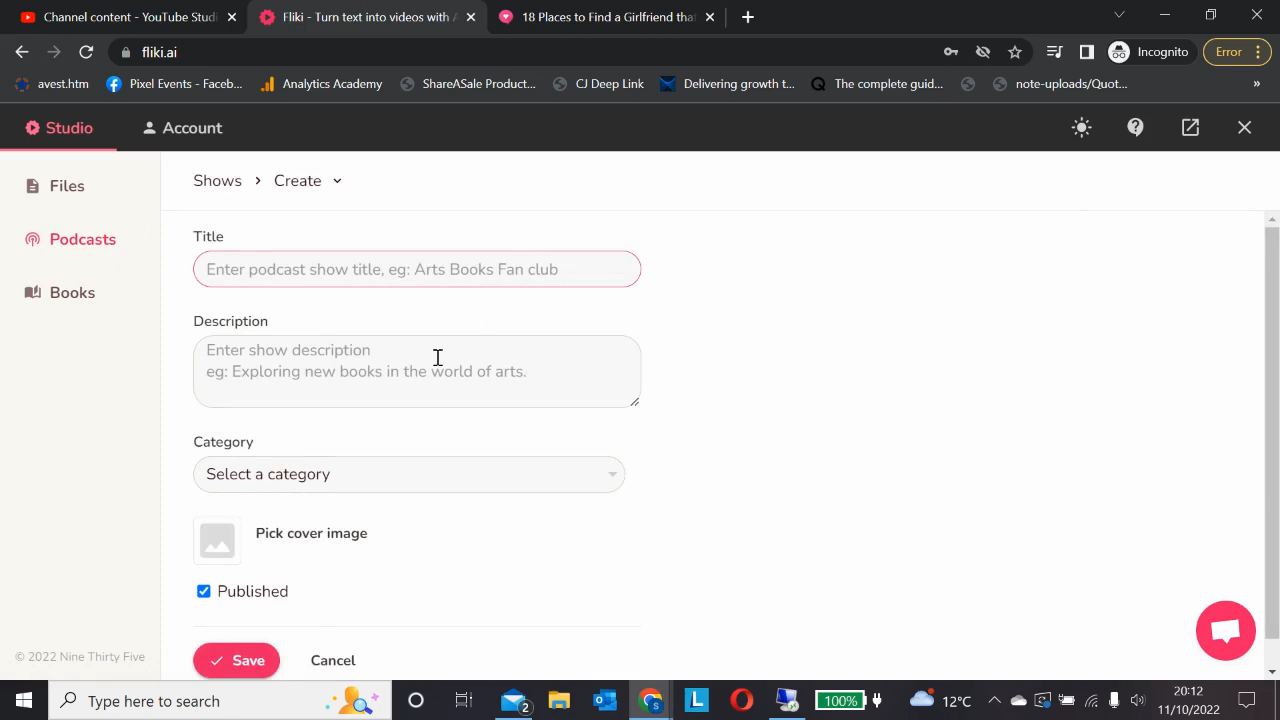 Channel content - YouTube Studi
Fliki - Turn text into videos with A
18 Places to Find a Girlfriend that
fliki.ai
Incognito
Error
avest.htm
Pixel Events - Faceb...
Analytics Academy
ShareASale Product...
CJ Deep Link
Delivering growth t...
The complete guid...
note-uploads/Quot...
»
Studio
Account
Files
Podcasts
Books
Shows > Create
Title
Enter podcast show title, eg: Arts Books Fan club
Description
Enter show description
eg: Exploring new books in the world of arts.
Category
Select a category
Pick cover image
Published
Save
Cancel
© 2022 Nine Thirty Five
Type here to search
2
L
100%
12°C
20:12
11/10/2022